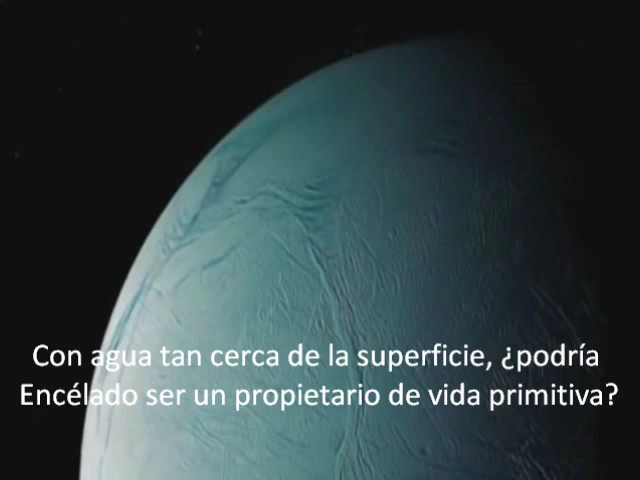 Con agua tan cerca de la superficie, ¿podría
Encélado ser un propietario de vida primitiva?